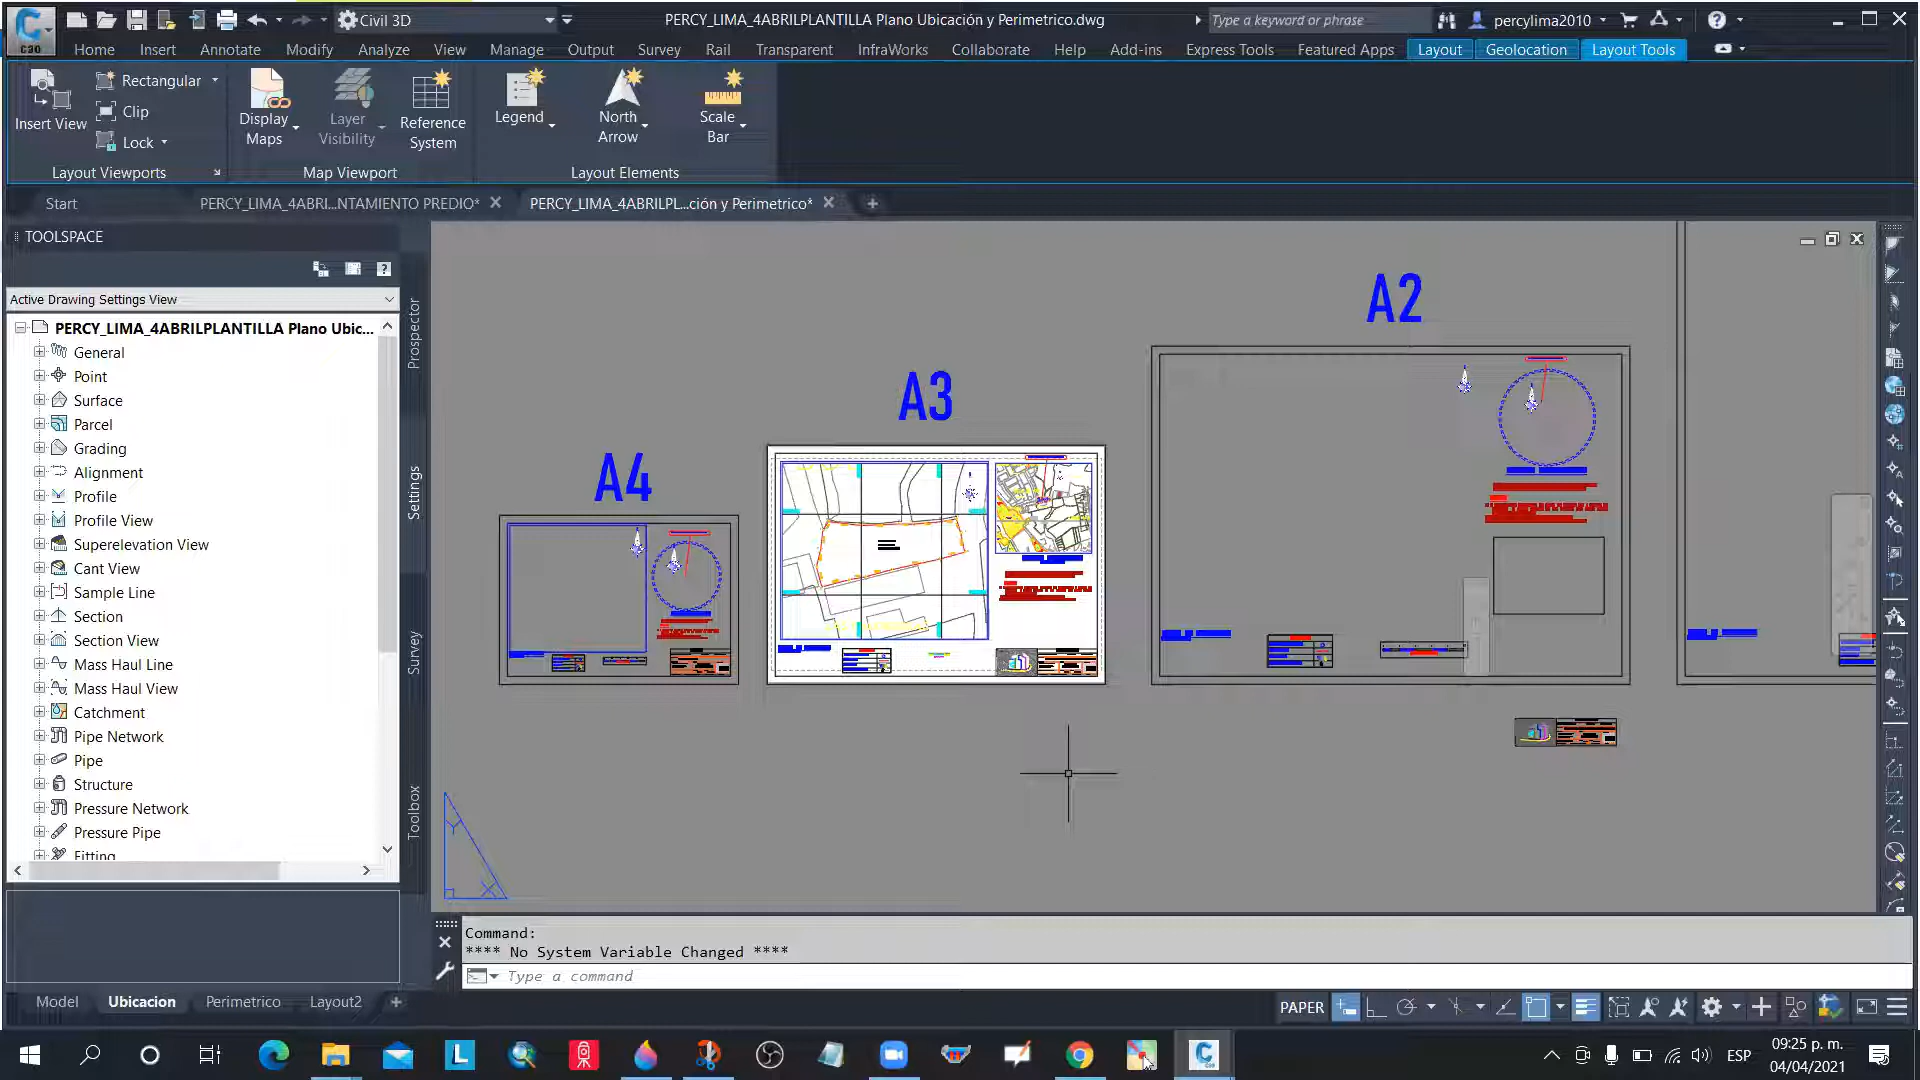 Civil 3D
PERCY_LIMA_4ABRILPLANTILLA Plano Ubicación y Perimetrico.dwg
Type a keyword or phrase
percylima2010
C3D
Home Insert Annotate Modify Analyze View Manage Output Survey Rail Transparent InfraWorks Collaborate Help Add-ins Express Tools Featured Apps Layout Geolocation Layout Tools
Insert View
Rectangular
Clip
Lock
Display Maps
Layer Visibility
Reference System
Legend
North Arrow
Scale Bar
Layout Viewports
Map Viewport
Layout Elements
Start
PERCY_LIMA_4ABRI...NTAMIENTO PREDIO*
PERCY_LIMA_4ABRILPL...ción y Perimetrico*
TOOLSPACE
Active Drawing Settings View
PERCY_LIMA_4ABRILPLANTILLA Plano Ubic...
General
Point
Surface
Parcel
Grading
Alignment
Profile
Profile View
Superelevation View
Cant View
Sample Line
Section
Section View
Mass Haul Line
Mass Haul View
Catchment
Pipe Network
Pipe
Structure
Pressure Network
Pressure Pipe
Fitting
Prospector
Settings
Survey
Toolbox
A4
A3
A2
Y
X
Command:
**** No System Variable Changed ****
Type a command
Model Ubicacion Perimetrico Layout2
PAPER
ESP
09:25 p. m.
04/04/2021